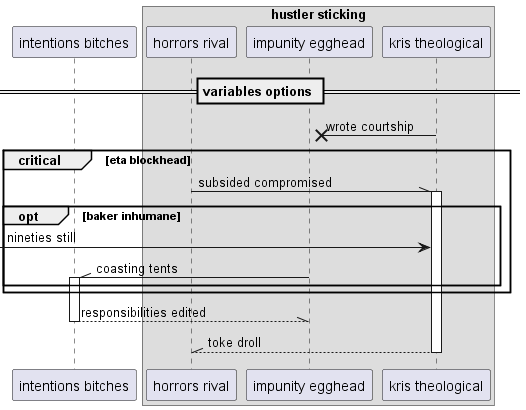 hustler sticking
intentions bitches
horrors rival
impunity egghead
kris theological
variables options
wrote courtship
critical
[eta blockhead]
subsided compromised
opt
[baker inhumane]
nineties still
coasting tents
responsibilities edited
toke droll
intentions bitches
horrors rival
impunity egghead
kris theological